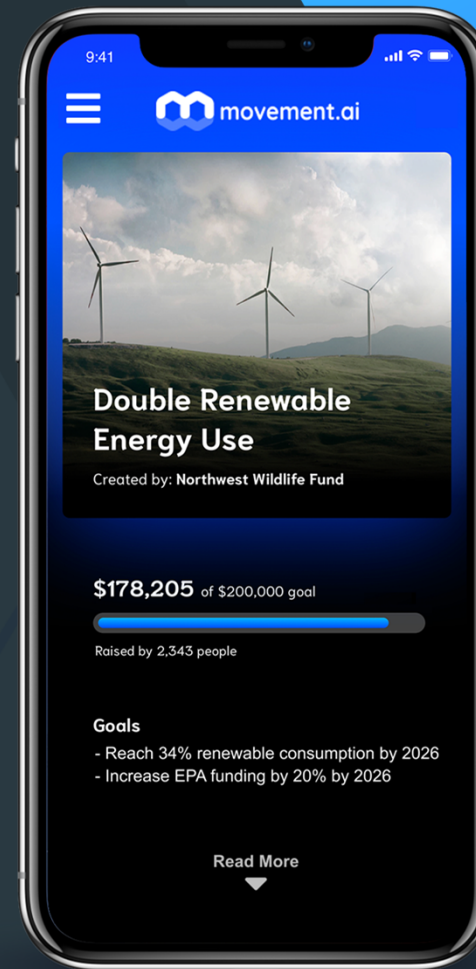 9:41
movement.ai
Double Renewable
Energy Use
Created by: Northwest Wildlife Fund
$178,205 of $200,000 goal
Raised by 2,343 people
Goals
- Reach 34% renewable consumption by 2026
- Increase EPA funding by 20% by 2026
Read More